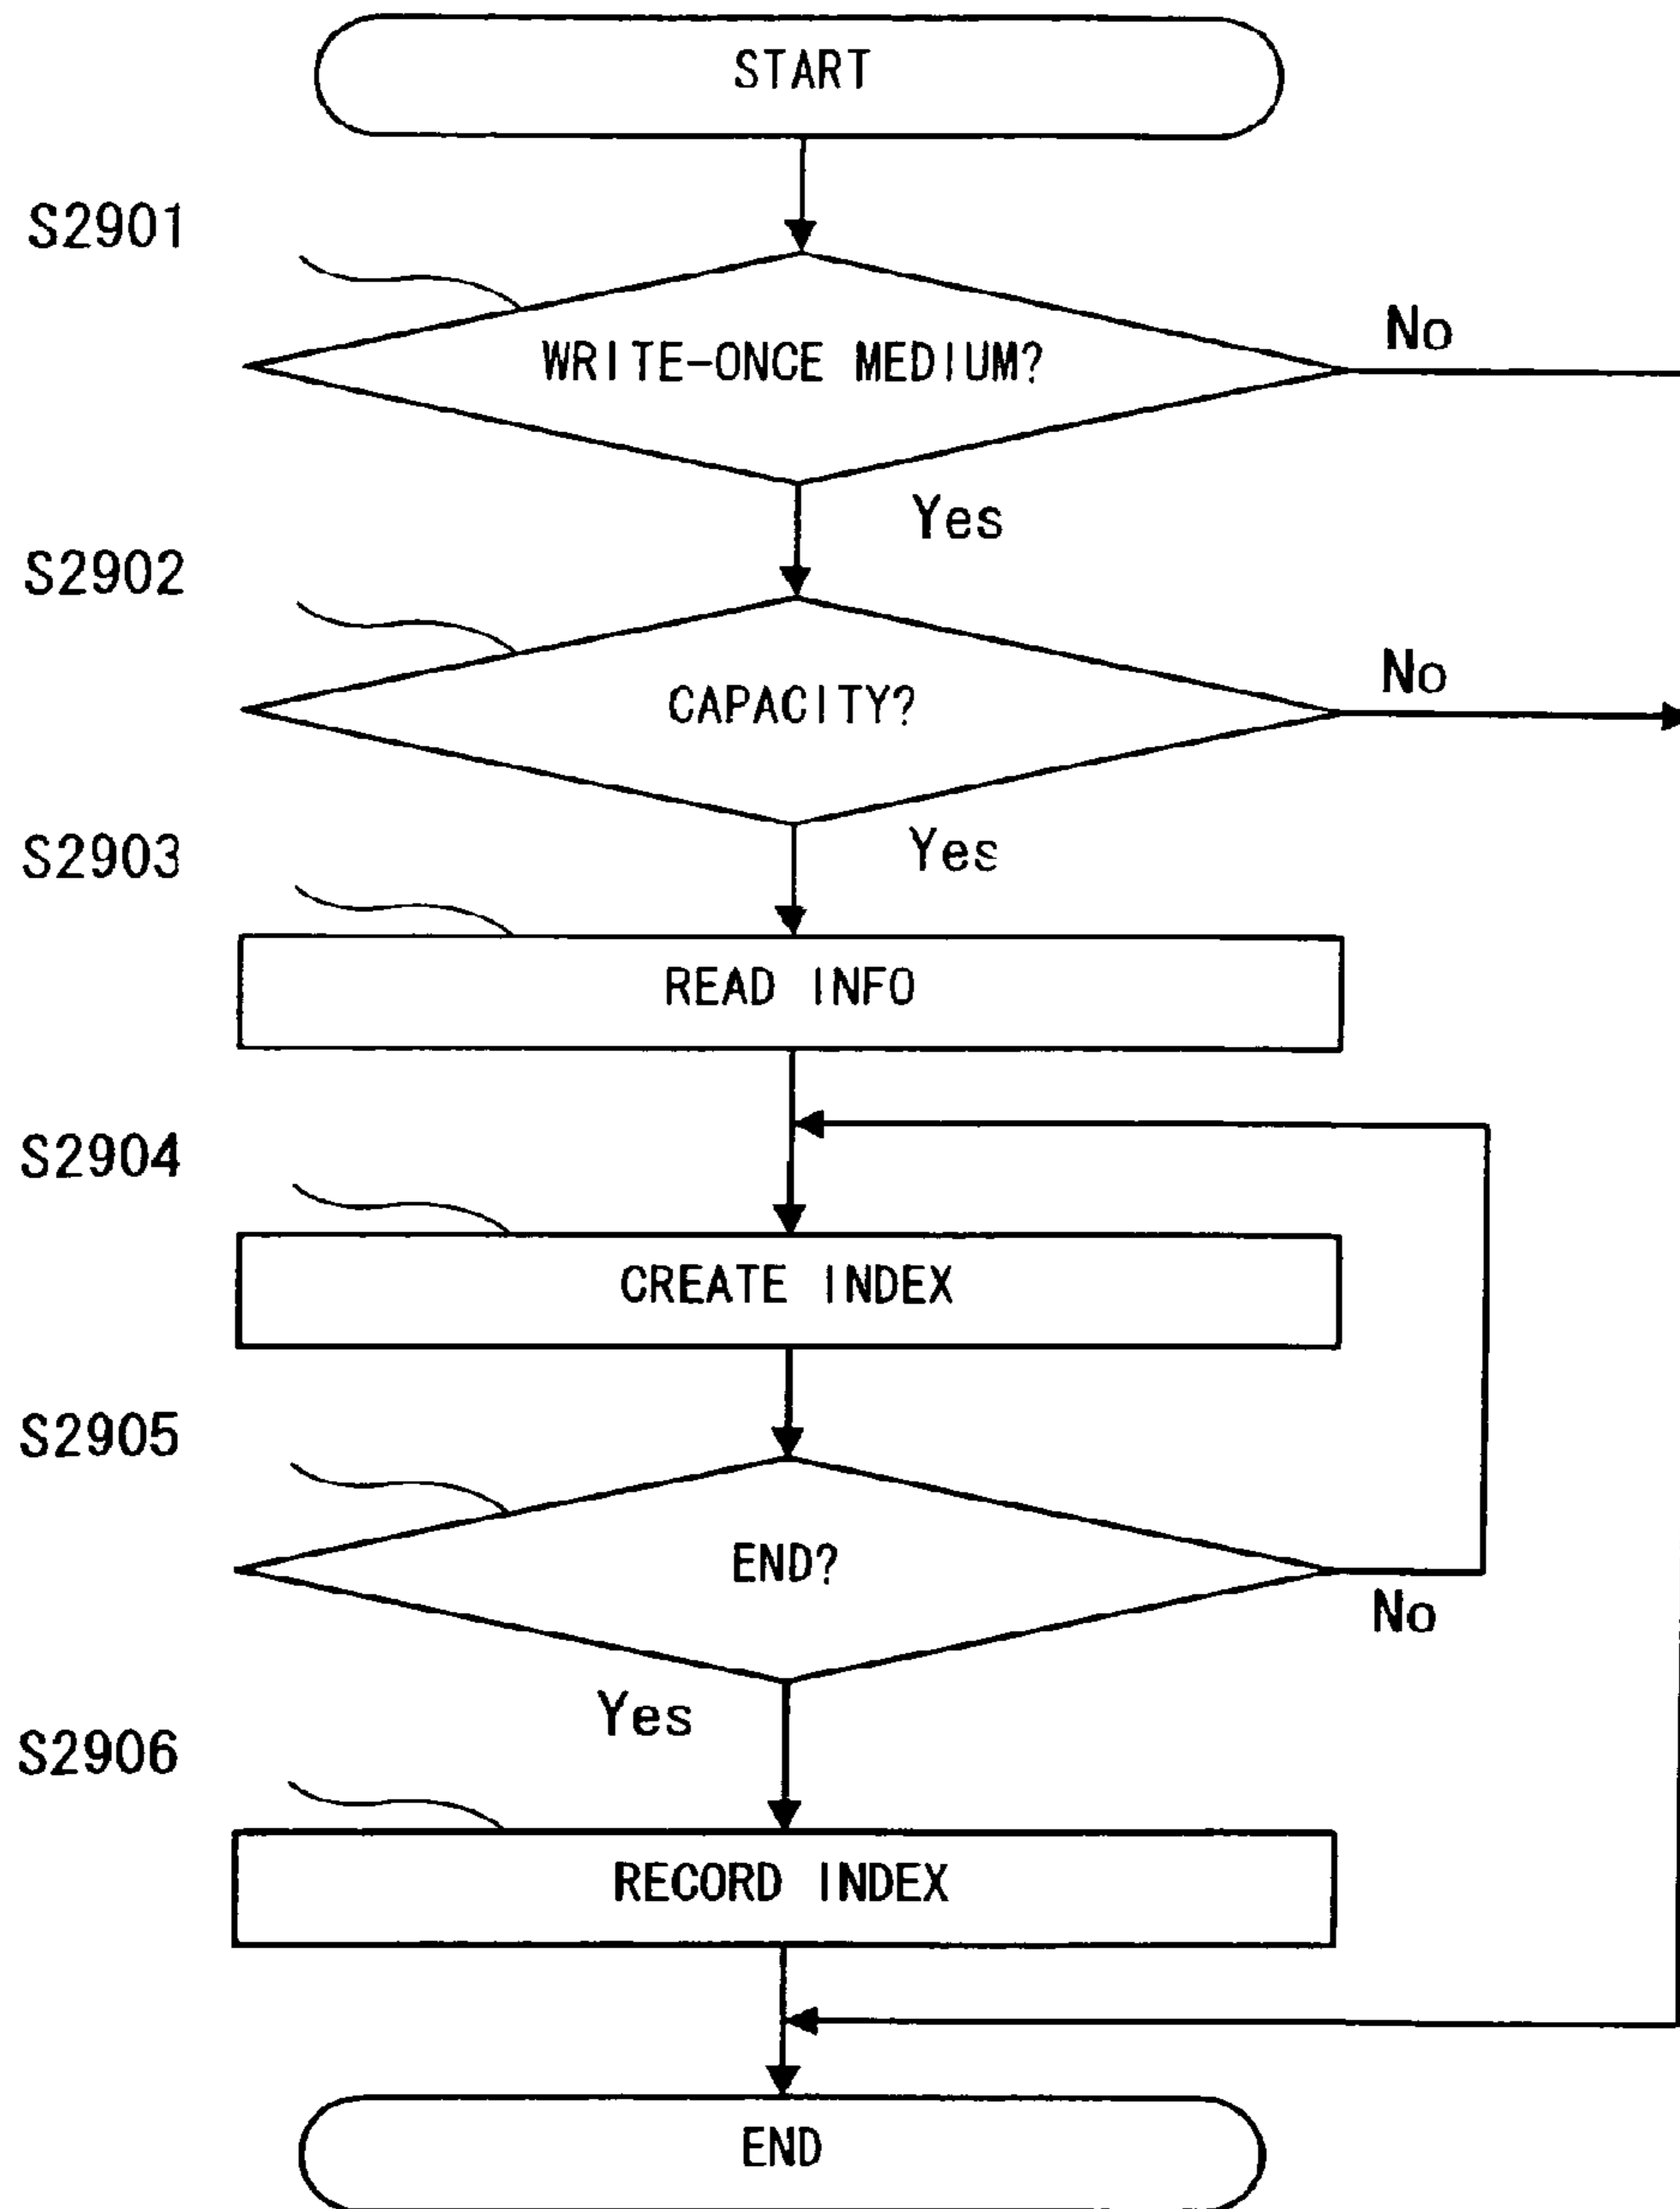 START
S2901
WRITE-ONCE MEDIUM?
No
Yes
S2902
CAPACITY?
No
Yes
S2903
READ INFO
S2904
CREATE INDEX
S2905
END?
No
Yes
S2906
RECORD INDEX
END